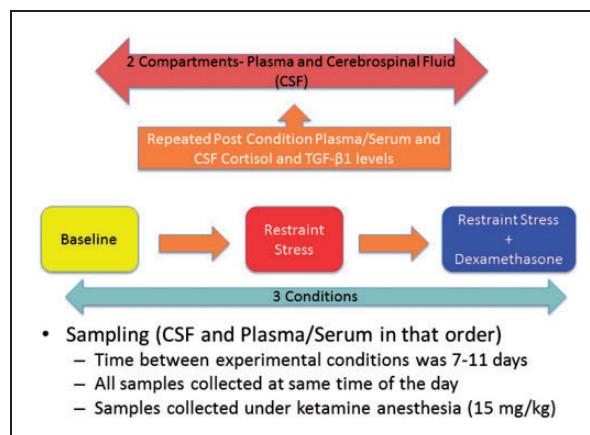 2 Compartments- Plasma and Cerebrospinal Fluid
(CSF)
Repeated Post Condition Plasma/Serum and
CSF Cortisol and TGF-β1 levels
Baseline
Restraint
Stress
Restraint Stress
+
Dexamethasone
3 Conditions
• Sampling (CSF and Plasma/Serum in that order)
– Time between experimental conditions was 7-11 days
– All samples collected at same time of the day
– Samples collected under ketamine anesthesia (15 mg/kg)